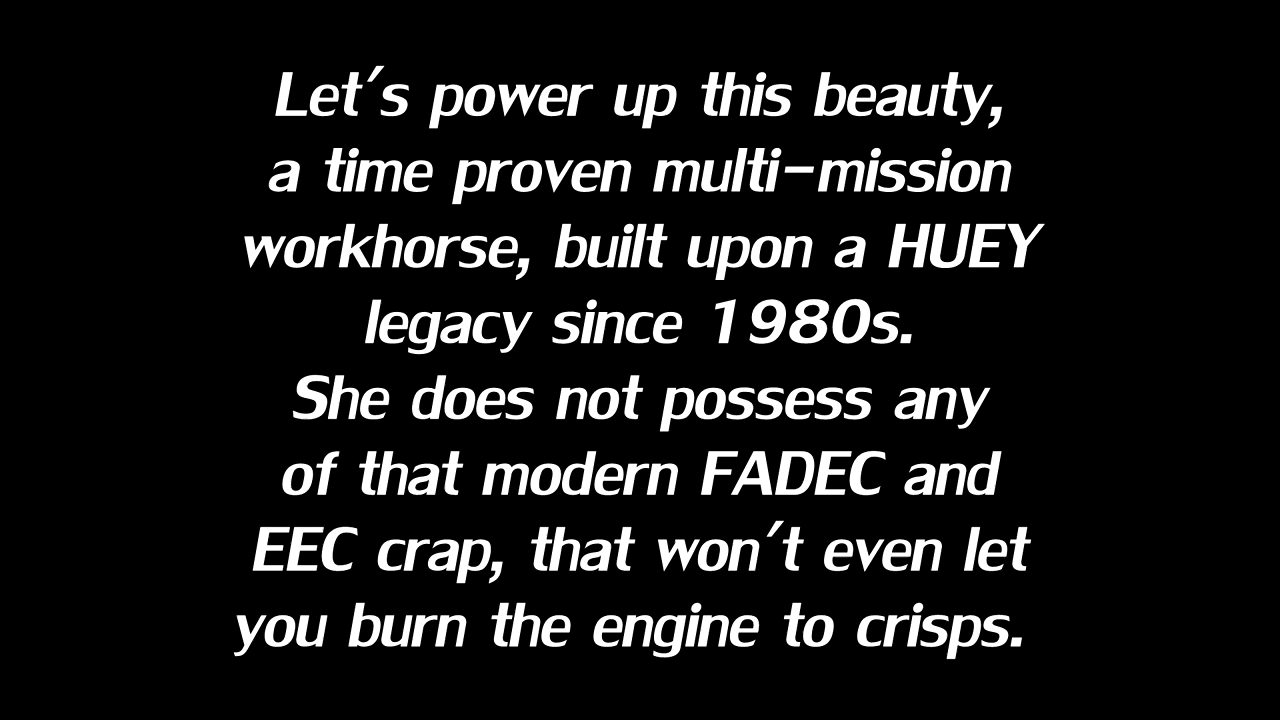 Let's power up this beauty,
a time proven multi-mission
workhorse, built upon a HUEY
legacy since 1980s.
She does not possess any
of that modern FADEC and
EEC crap, that won't even let
you burn the engine to crisps.